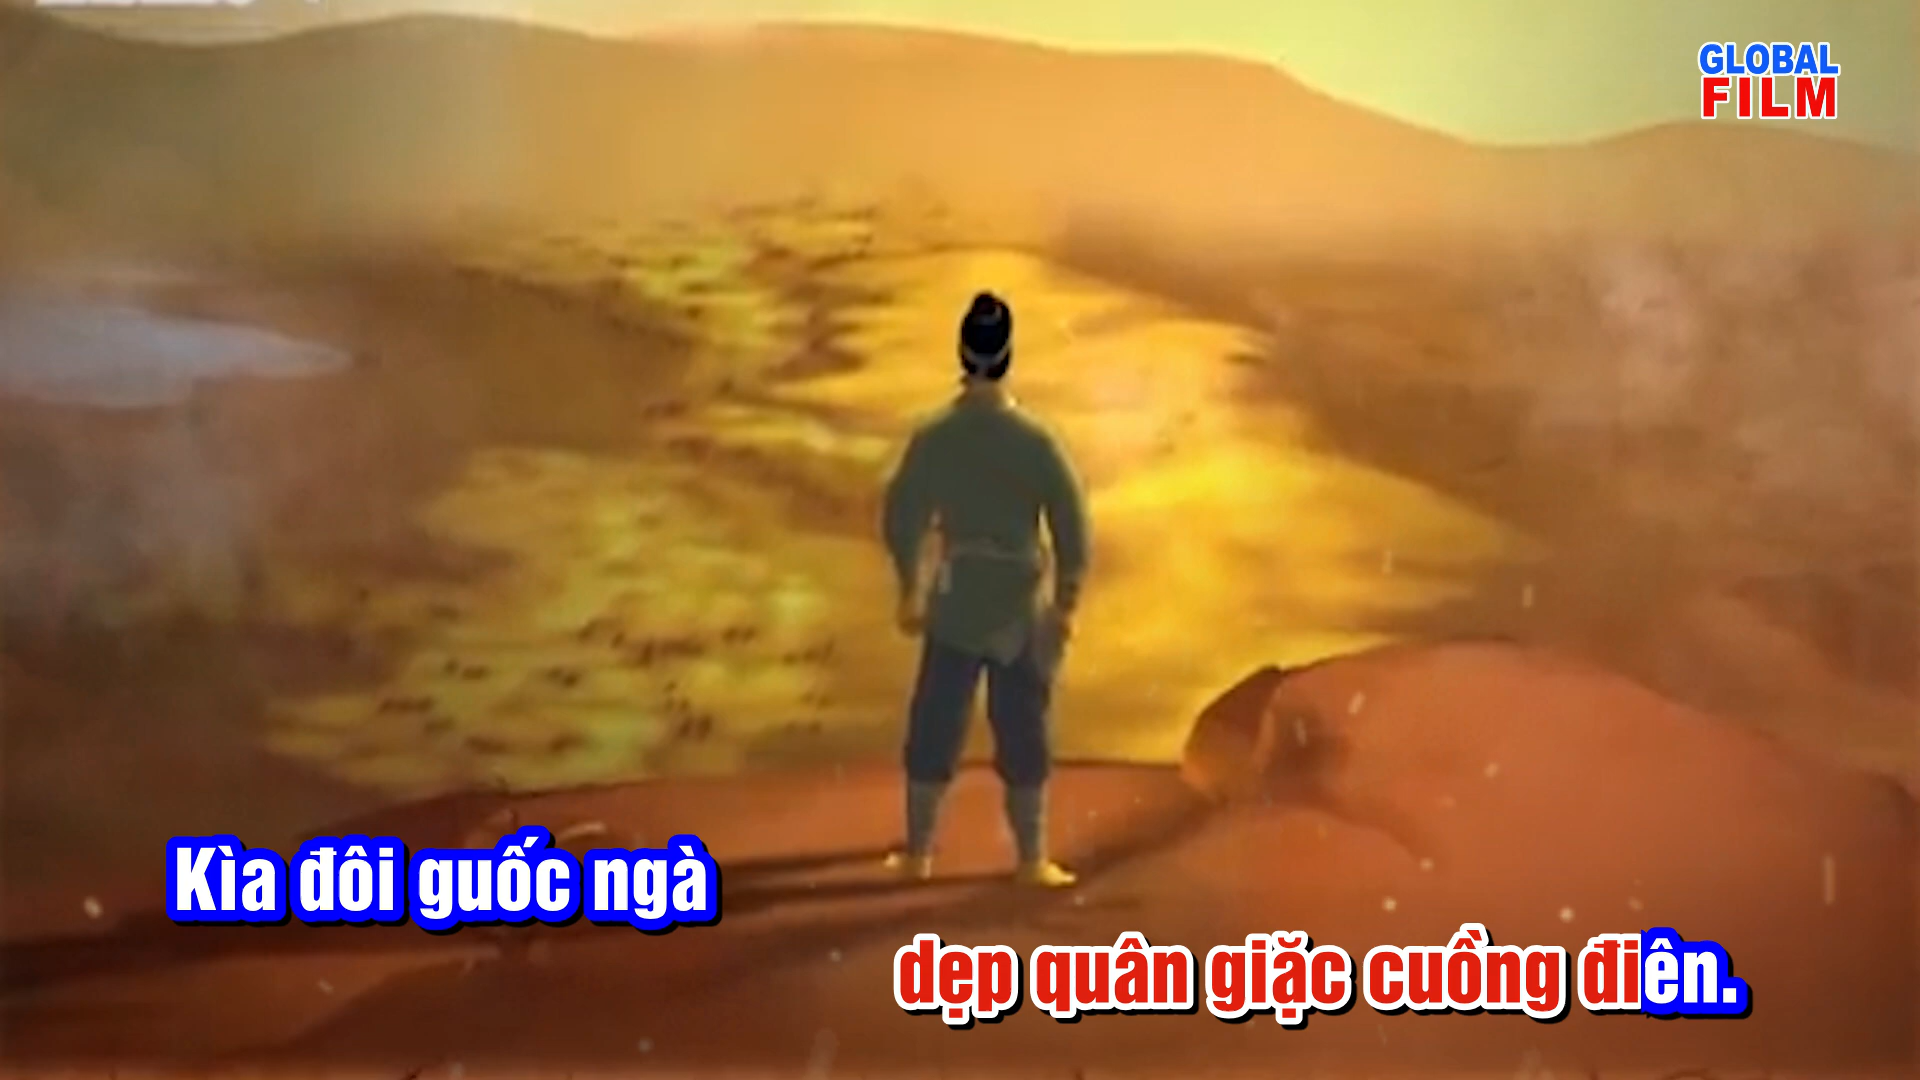 GLOBAL
FILM
Kìa đôi guốc ngà
dẹp quân giặc cuồng điên.